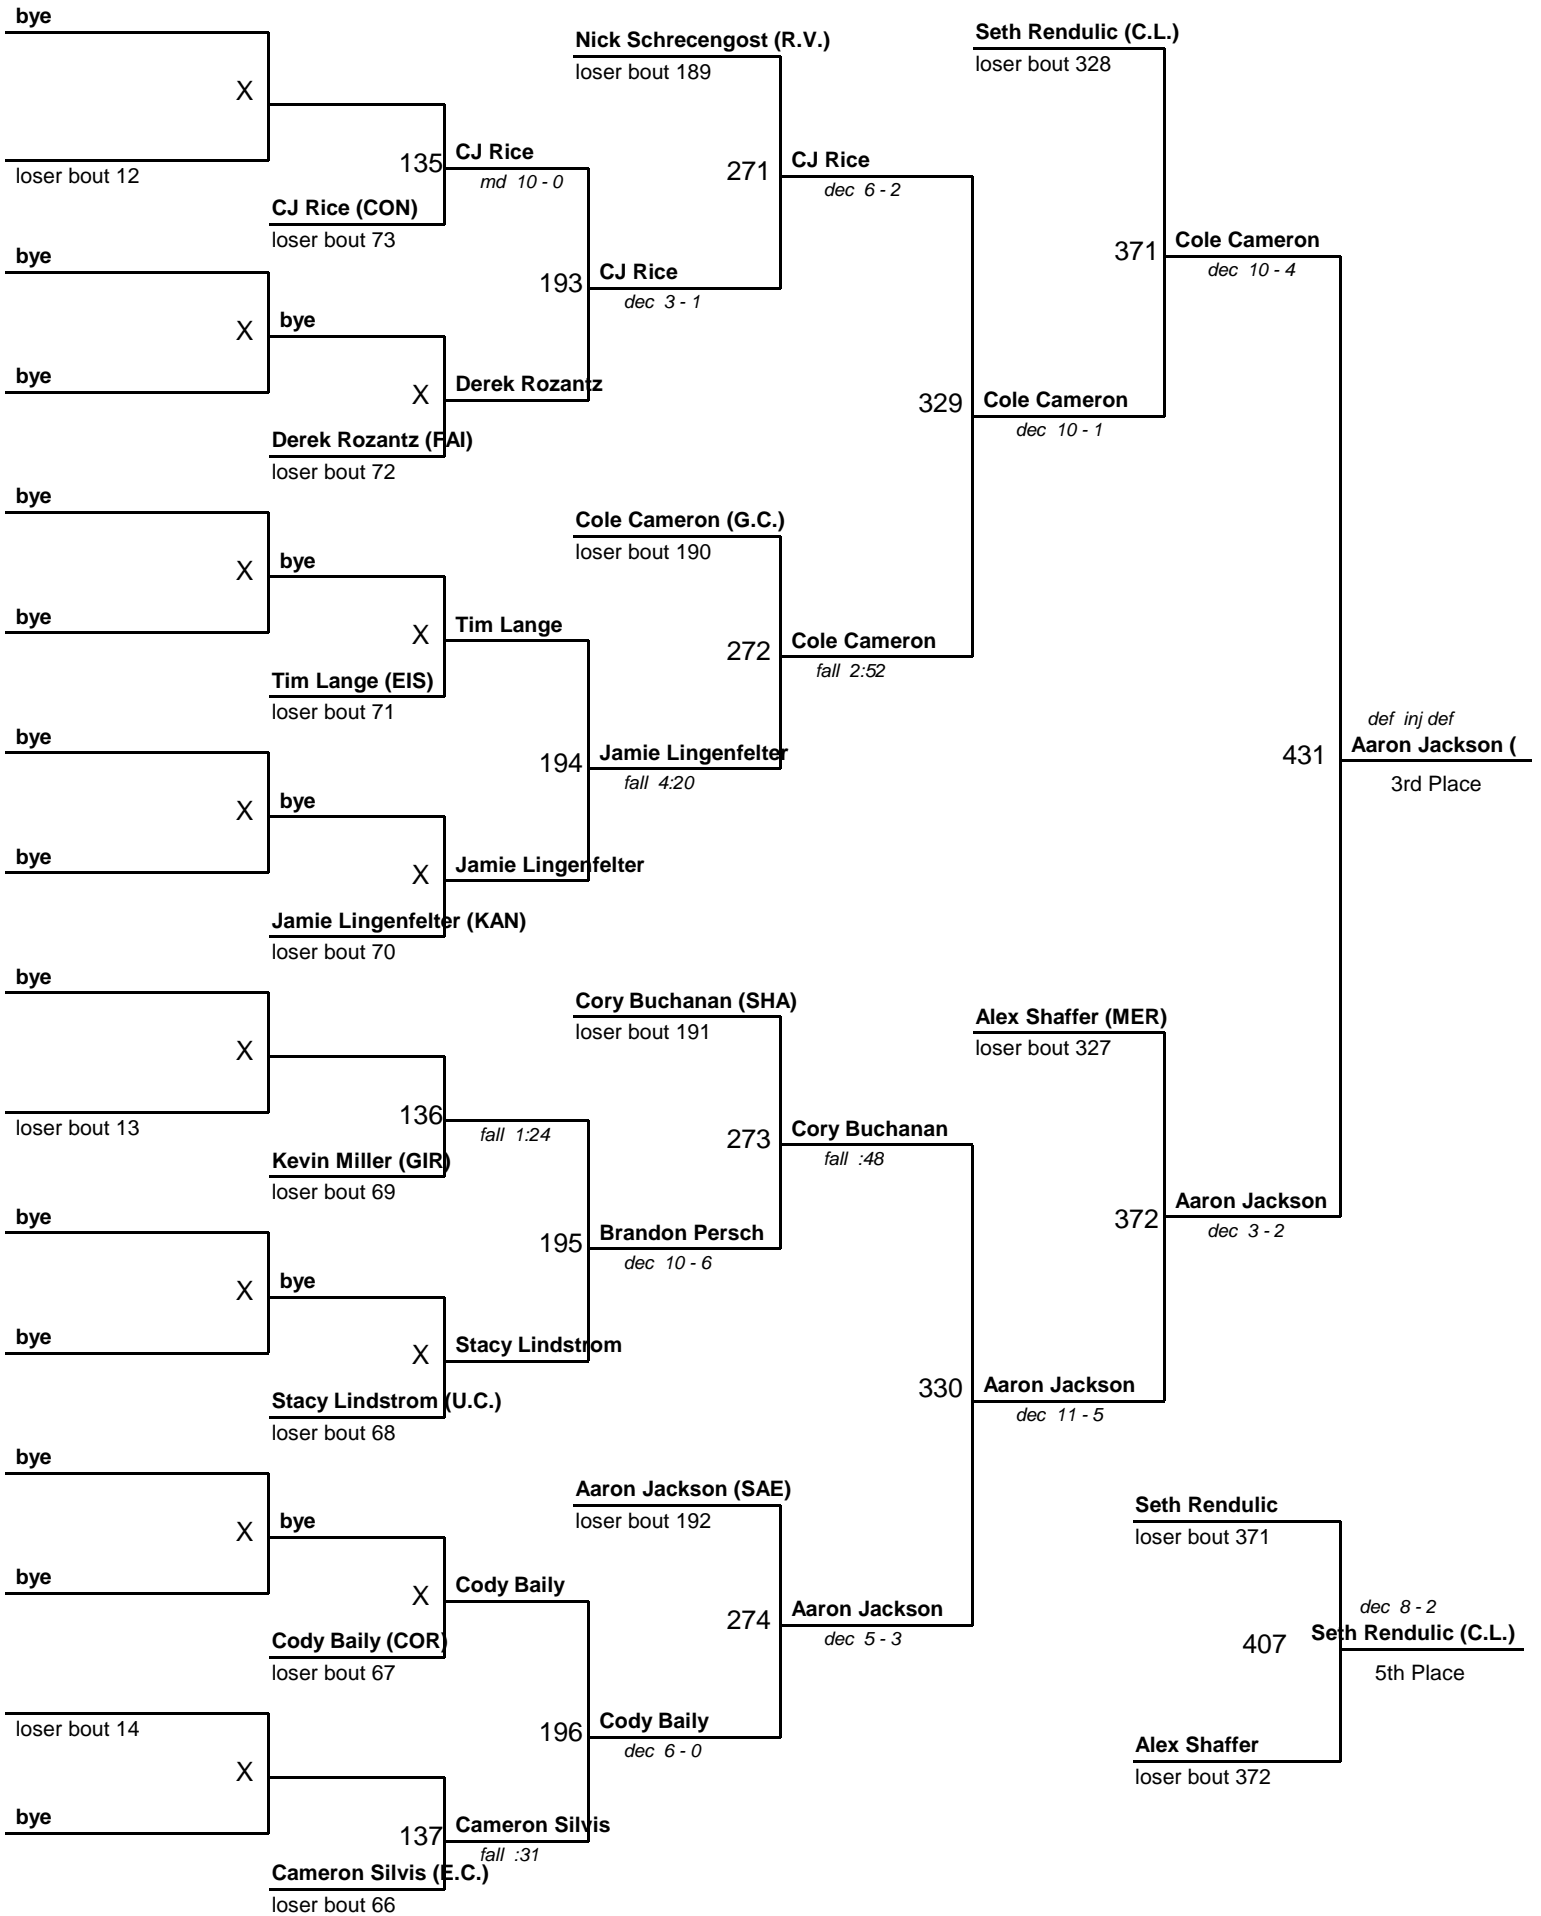 bye
X
loser bout 12
135
CJ Rice (CON)
loser bout 73
CJ Rice
md 10 - 0
bye
X
bye
bye
X
Derek Rozantz (FAI)
loser bout 72
Derek Rozantz
193
CJ Rice
dec 3 - 1
Nick Schrecengost (R.V.)
loser bout 189
271
CJ Rice
dec 6 - 2
bye
X
bye
bye
X
Tim Lange (EIS)
loser bout 71
Tim Lange
bye
X
bye
bye
X
Jamie Lingenfelter (KAN)
loser bout 70
Jamie Lingenfelter
194
Jamie Lingenfelter
fall 4:20
Cole Cameron (G.C.)
loser bout 190
272
Cole Cameron
fall 2:52
329
Cole Cameron
dec 10 - 1
Seth Rendulic (C.L.)
loser bout 328
371
Cole Cameron
dec 10 - 4
bye
X
loser bout 13
136
Kevin Miller (GIR)
loser bout 69
fall 1:24
bye
X
bye
bye
X
Stacy Lindstrom (U.C.)
loser bout 68
Stacy Lindstrom
195
Brandon Persch
dec 10 - 6
Cory Buchanan (SHA)
loser bout 191
273
Cory Buchanan
fall :48
bye
X
bye
bye
X
Cody Baily (COR)
loser bout 67
Cody Baily
loser bout 14
X
bye
137
Cameron Silvis (E.C.)
loser bout 66
Cameron Silvis
fall :31
196
Cody Baily
dec 6 - 0
Aaron Jackson (SAE)
loser bout 192
274
Aaron Jackson
dec 5 - 3
330
Aaron Jackson
dec 11 - 5
Alex Shaffer (MER)
loser bout 327
372
Aaron Jackson
dec 3 - 2
431
def inj def
Aaron Jackson (
3rd Place
Seth Rendulic
loser bout 371
407
dec 8 - 2
Seth Rendulic (C.L.)
5th Place
Alex Shaffer
loser bout 372